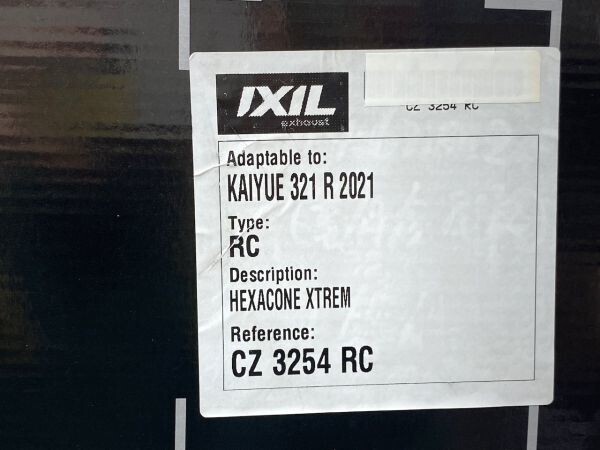 IXIL
exhaust
CZ 3254 RC
Adaptable to:
KAIYUE 321 R 2021
Type:
RC
Description:
HEXACONE XTREM
Reference:
CZ 3254 RC